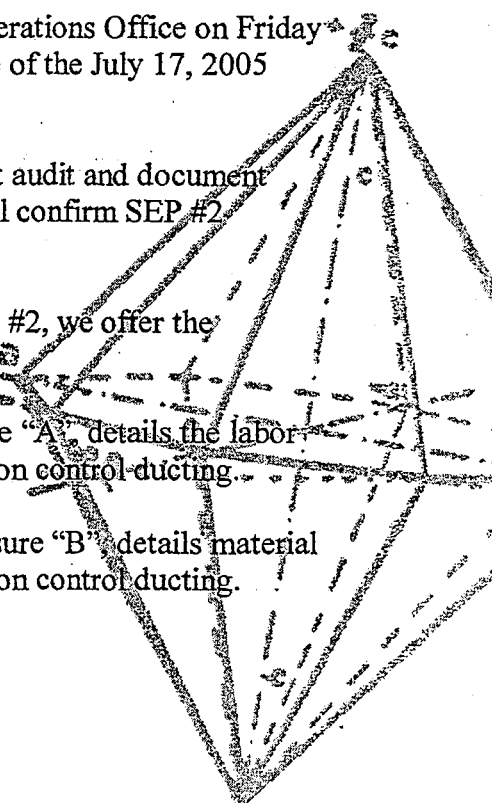 erations Office on Friday
of the July 17, 2005
audit and document
l confirm SEP #2
#2, we offer the
"A", details the labor
on control ducting.
sure "B", details material
on control ducting.
c
c
c